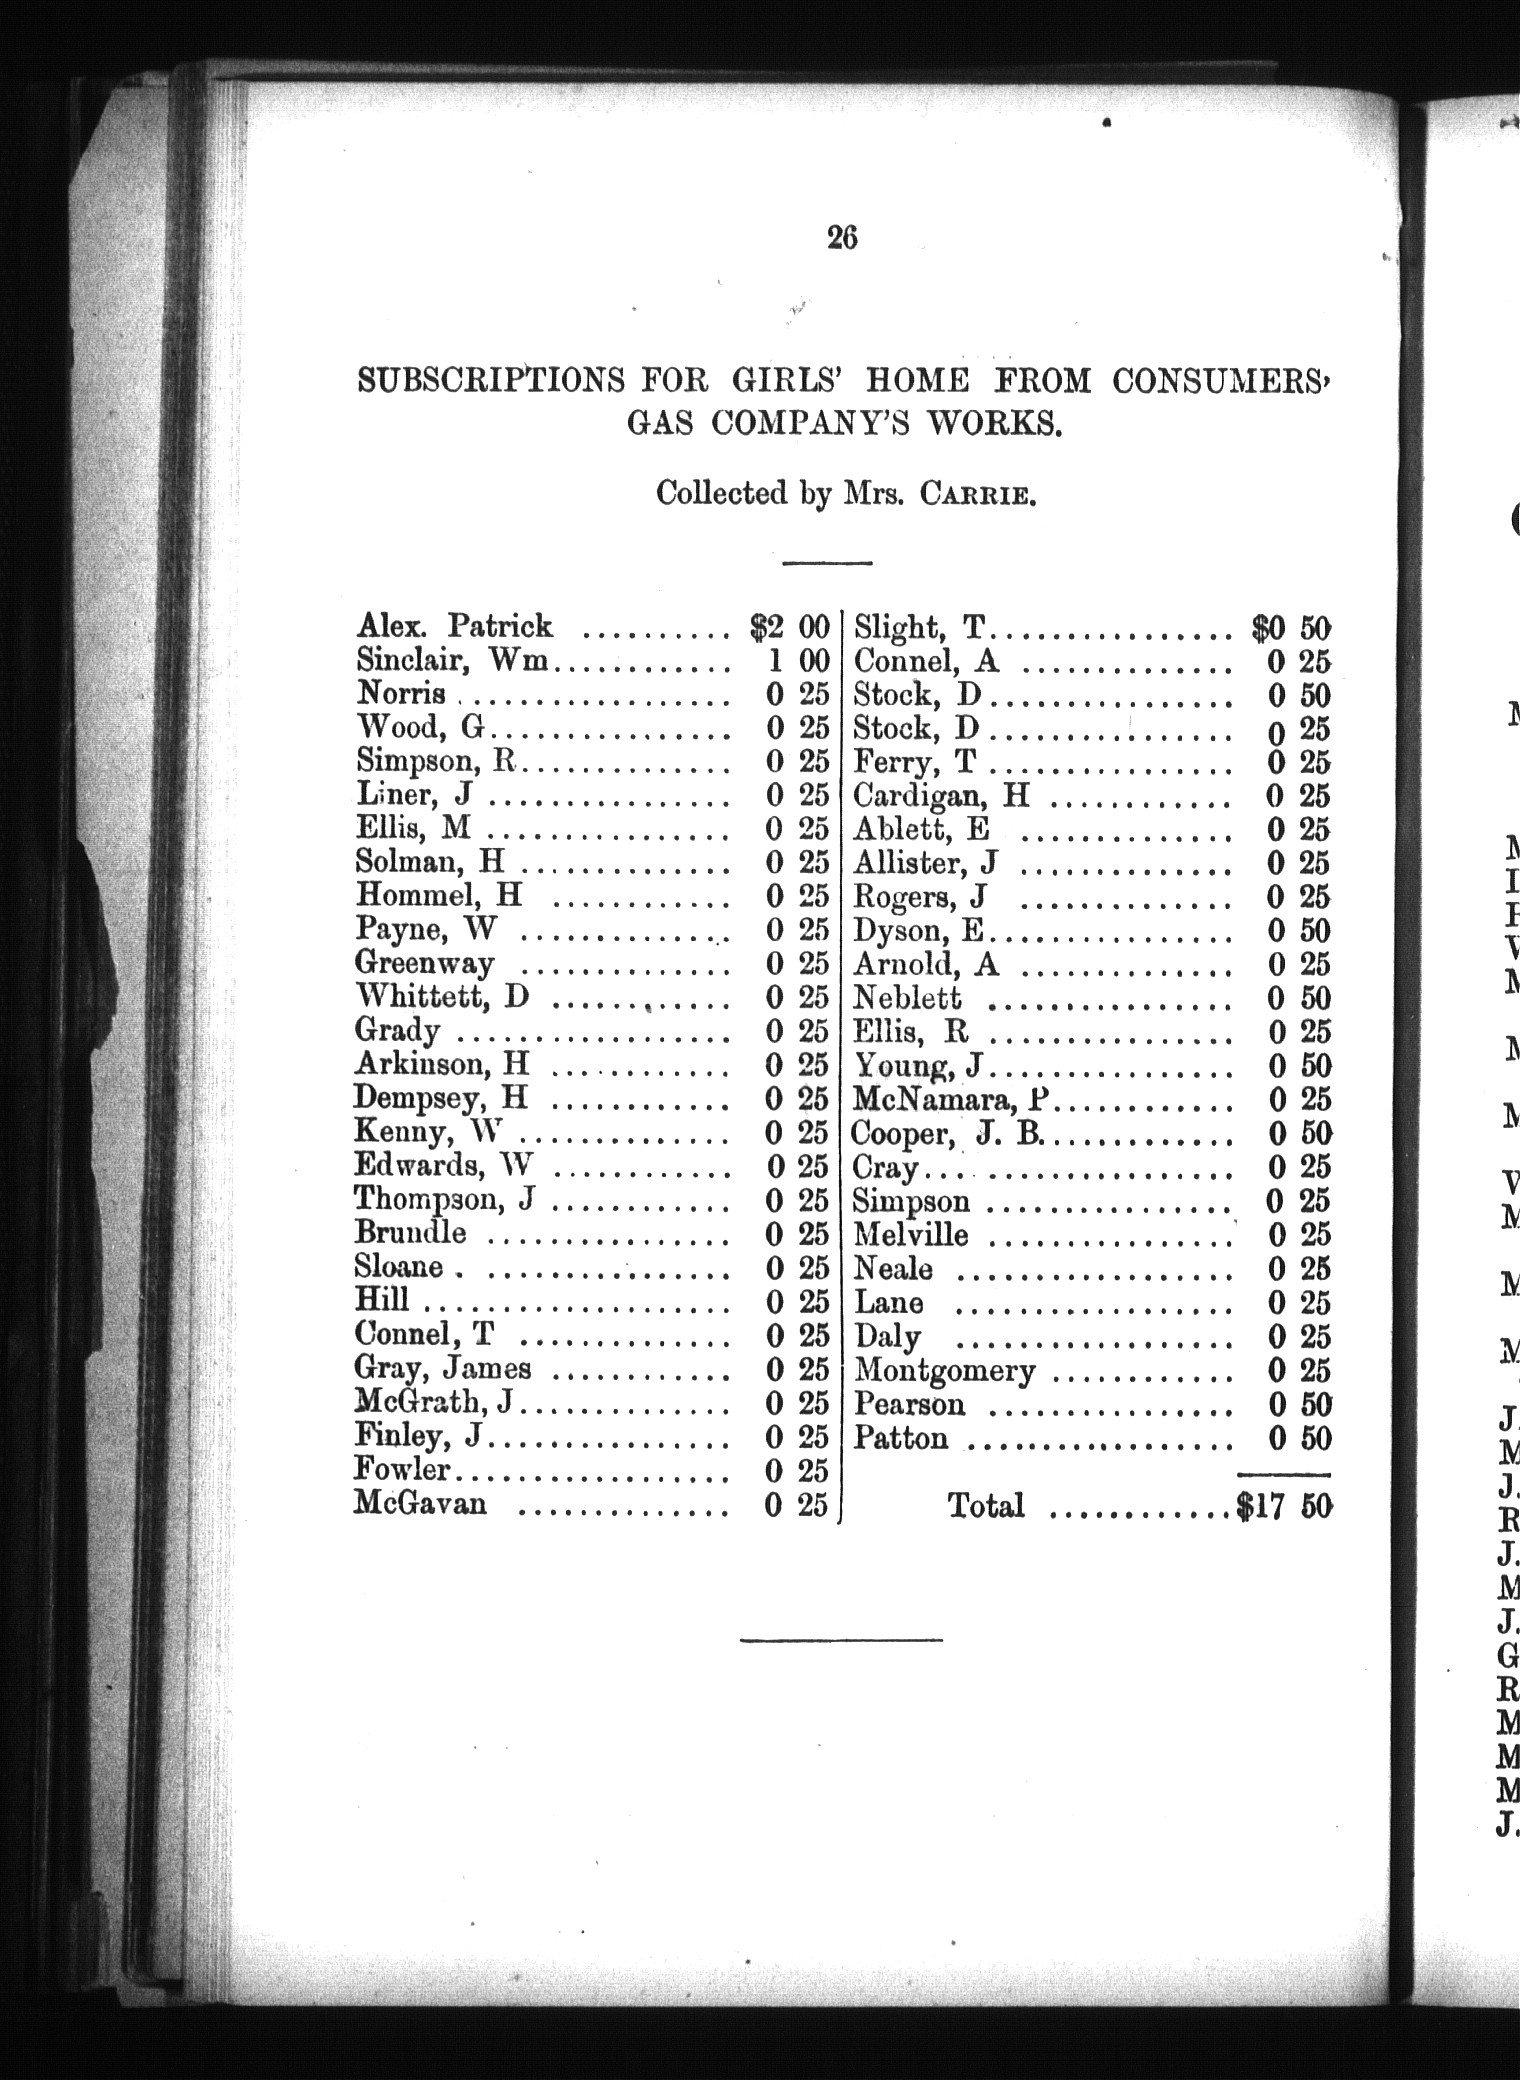 26
SUBSCRIPTIONS FOR GIRLS' HOME FROM CONSUMERS'
GAS COMPANY'S WORKS.
Collected by Mrs. CARRIE.
Alex. Patrick .......... $2 00
Sinclair, Wm............ 1 00
Norris .................. 0 25
Wood, G................ 0 25
Simpson, R.............. 0 25
Liner, J ................ 0 25
Ellis, M ................ 0 25
Solman, H .............. 0 25
Hommel, H ............ 0 25
Payne, W .............. 0 25
Greenway .............. 0 25
Whittett, D ............ 0 25
Grady .................. 0 25
Arkinson, H ............ 0 25
Dempsey, H ............ 0 25
Kenny, W .............. 0 25
Edwards, W ............ 0 25
Thompson, J ............ 0 25
Brundle ................ 0 25
Sloane . ................ 0 25
Hill .................... 0 25
Connel, T .............. 0 25
Gray, James ............ 0 25
McGrath, J.............. 0 25
Finley, J................ 0 25
Fowler.................. 0 25
McGavan .............. 0 25
Slight, T................ $0 50
Connel, A .............. 0 25
Stock, D ................ 0 50
Stock, D ................ 0 25
Ferry, T ................ 0 25
Cardigan, H ............ 0 25
Ablett, E .............. 0 25
Allister, J .............. 0 25
Rogers, J .............. 0 25
Dyson, E................ 0 50
Arnold, A .............. 0 25
Neblett ................ 0 50
Ellis, R ................ 0 25
Young, J................ 0 50
McNamara, P............ 0 25
Cooper, J. B............. 0 50
Cray.................... 0 25
Simpson ................ 0 25
Melville ................ 0 25
Neale .................. 0 25
Lane .................. 0 25
Daly .................. 0 25
Montgomery ............ 0 25
Pearson ................ 0 50
Patton .................. 0 50
Total ............ $17 50